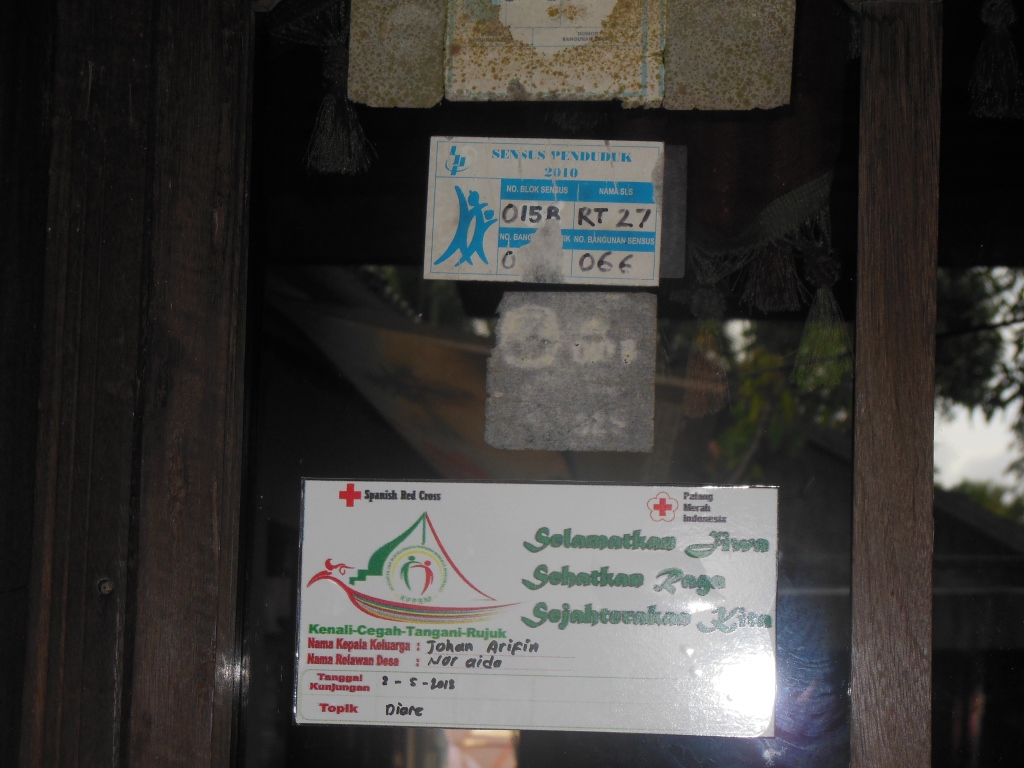 SENSUS PENDUDUK
2010
NO. BLOK SENSUS NAMA SLS
015B RT 27
NO. BANGUNAN SENSUS
0 066
Spanish Red Cross
Palang
Merah
Indonesia
Selamatkan Jiwa
Sehatkan Raga
Sejahterakan Kita
Kenali-Cegah-Tangani-Rujuk
Nama Kepala Keluarga : Johan Arifin
Nama Relawan Desa : Nor aida
Tanggal
Kunjungan 2 - 5 - 2012
Topik Diare